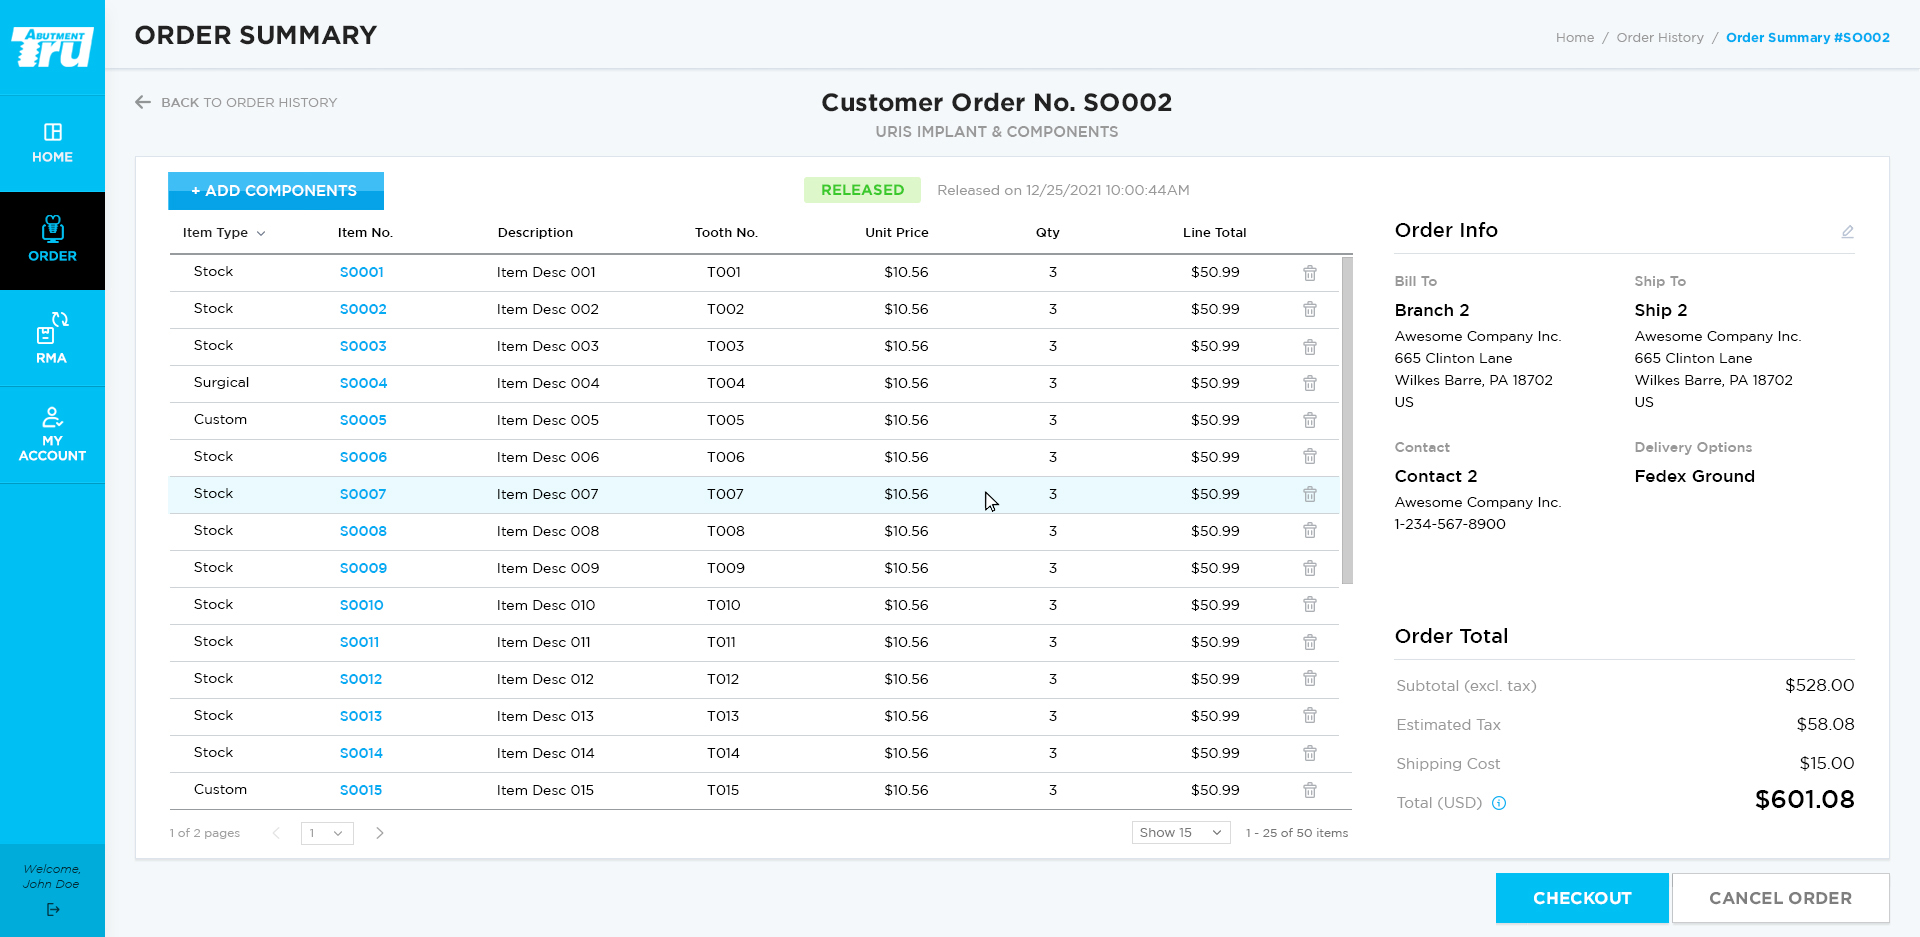 ABUTMENT
Tru
ORDER SUMMARY
Home / Order History / Order Summary #SO002
BACK TO ORDER HISTORY
Customer Order No. SO002
URIS IMPLANT & COMPONENTS
HOME
ORDER
RMA
MY
ACCOUNT
Welcome,
John Doe
+ ADD COMPONENTS
RELEASED Released on 12/25/2021 10:00:44AM
Item Type Item No. Description Tooth No. Unit Price Qty Line Total
Stock S0001 Item Desc 001 T001 $10.56 3 $50.99
Stock S0002 Item Desc 002 T002 $10.56 3 $50.99
Stock S0003 Item Desc 003 T003 $10.56 3 $50.99
Surgical S0004 Item Desc 004 T004 $10.56 3 $50.99
Custom S0005 Item Desc 005 T005 $10.56 3 $50.99
Stock S0006 Item Desc 006 T006 $10.56 3 $50.99
Stock S0007 Item Desc 007 T007 $10.56 3 $50.99
Stock S0008 Item Desc 008 T008 $10.56 3 $50.99
Stock S0009 Item Desc 009 T009 $10.56 3 $50.99
Stock S0010 Item Desc 010 T010 $10.56 3 $50.99
Stock S0011 Item Desc 011 T011 $10.56 3 $50.99
Stock S0012 Item Desc 012 T012 $10.56 3 $50.99
Stock S0013 Item Desc 013 T013 $10.56 3 $50.99
Stock S0014 Item Desc 014 T014 $10.56 3 $50.99
Custom S0015 Item Desc 015 T015 $10.56 3 $50.99
1 of 2 pages 1 Show 15 1 - 25 of 50 items
Order Info
Bill To
Branch 2
Awesome Company Inc.
665 Clinton Lane
Wilkes Barre, PA 18702
US
Ship To
Ship 2
Awesome Company Inc.
665 Clinton Lane
Wilkes Barre, PA 18702
US
Contact
Contact 2
Awesome Company Inc.
1-234-567-8900
Delivery Options
Fedex Ground
Order Total
Subtotal (excl. tax) $528.00
Estimated Tax $58.08
Shipping Cost $15.00
Total (USD) $601.08
CHECKOUT
CANCEL ORDER